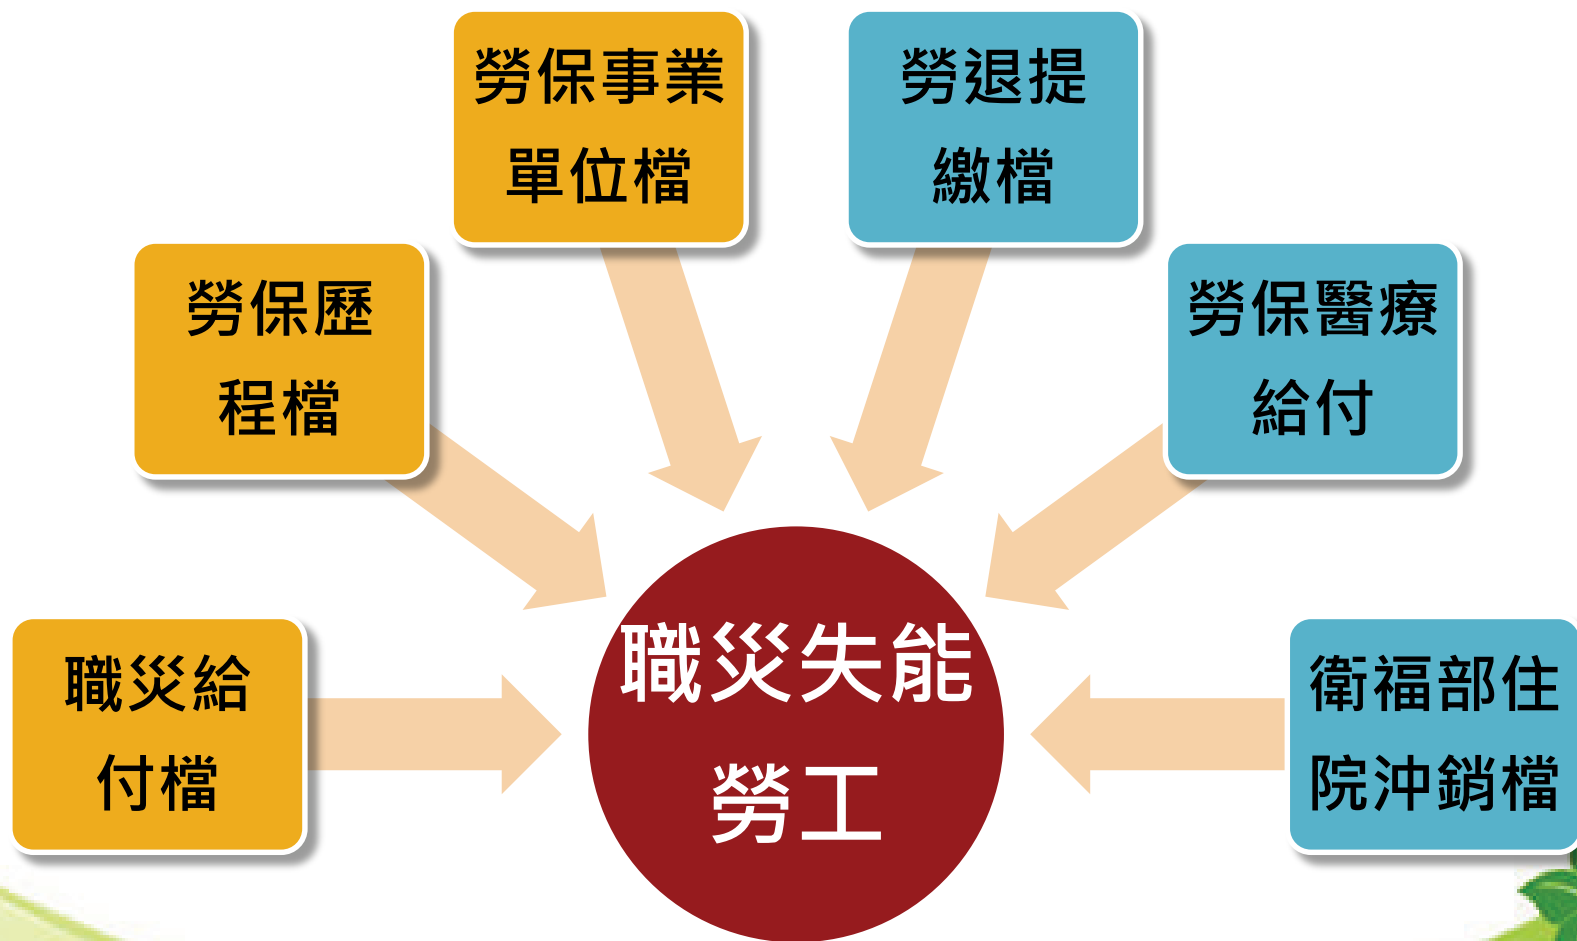 勞保事業
單位檔
勞退提
繳檔
勞保歷
程檔
勞保醫療
給付
職災給
付檔
職災失能
勞工
衛福部住
院沖銷檔